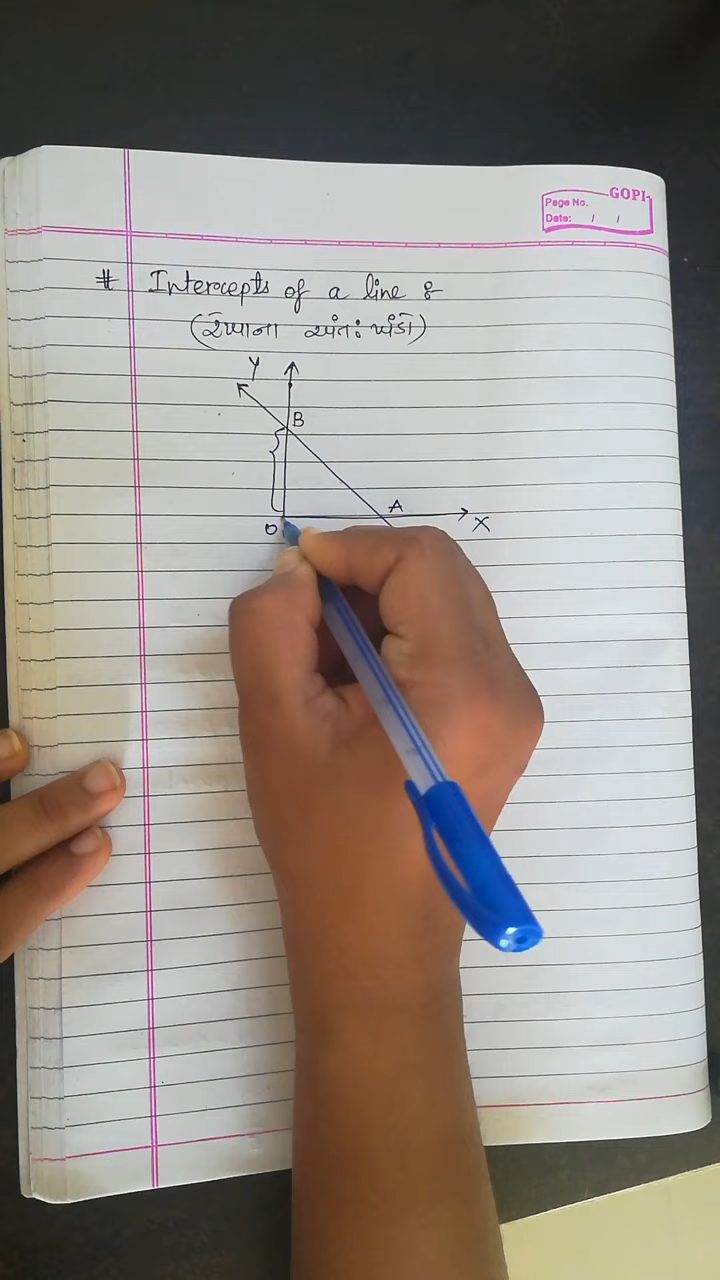 GOPI
Page No.
Date: / /
# Intercepts of a line :
(રેખાના અંત: ખંડો)
Y
B
A
O
X